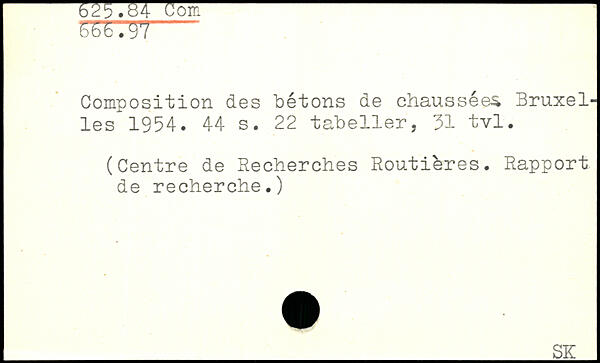 625.84 Com
666.97
Composition des bétons de chaussées Bruxel-
les 1954. 44 s. 22 tabeller, 31 tvl.
(Centre de Recherches Routières. Rapport
de recherche.)
SK